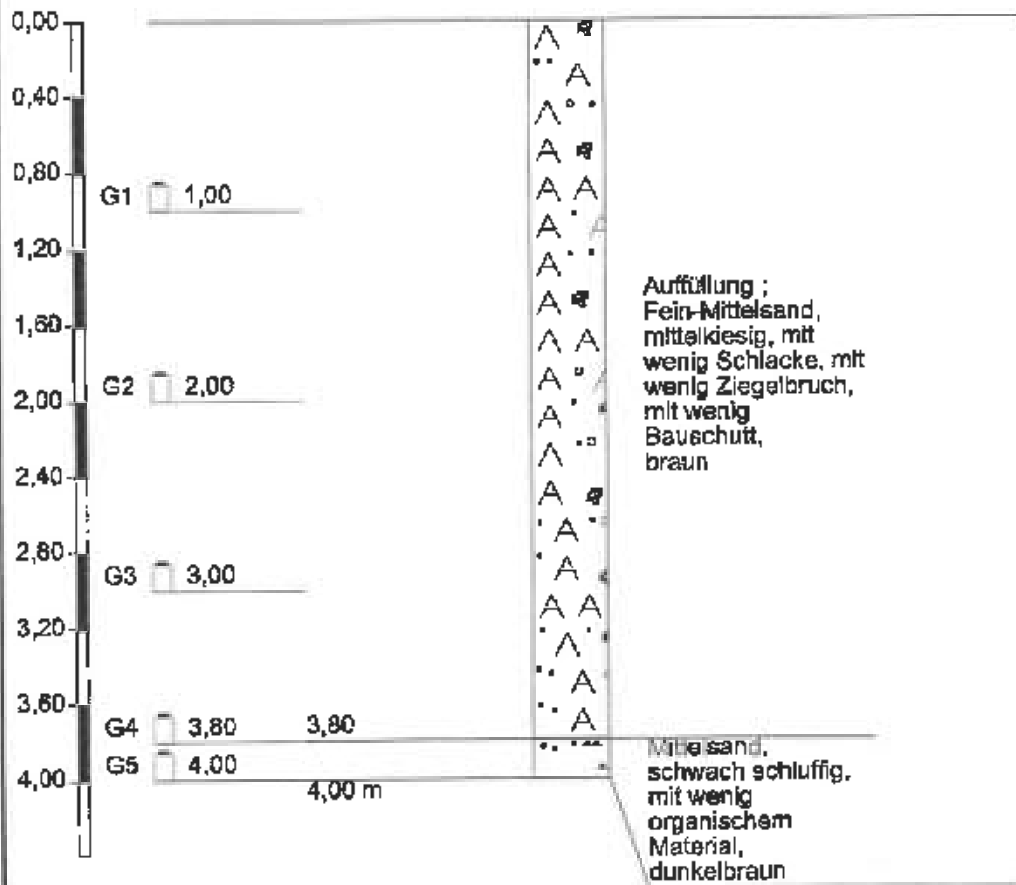 0,00
0,40
0,80
G1 1,00
1,20
1,60
G2 2,00
2,00
2,40
2,80
G3 3,00
3,20
3,60
G4 3,80 3,80
G5 4,00
4,00
4,00 m
Auffüllung ;
Fein-Mittelsand,
mittelkiesig, mit
wenig Schlacke, mit
wenig Ziegelbruch,
mit wenig
Bauschutt,
braun
Mittelsand,
schwach schluffig,
mit wenig
organischem
Material,
dunkelbraun